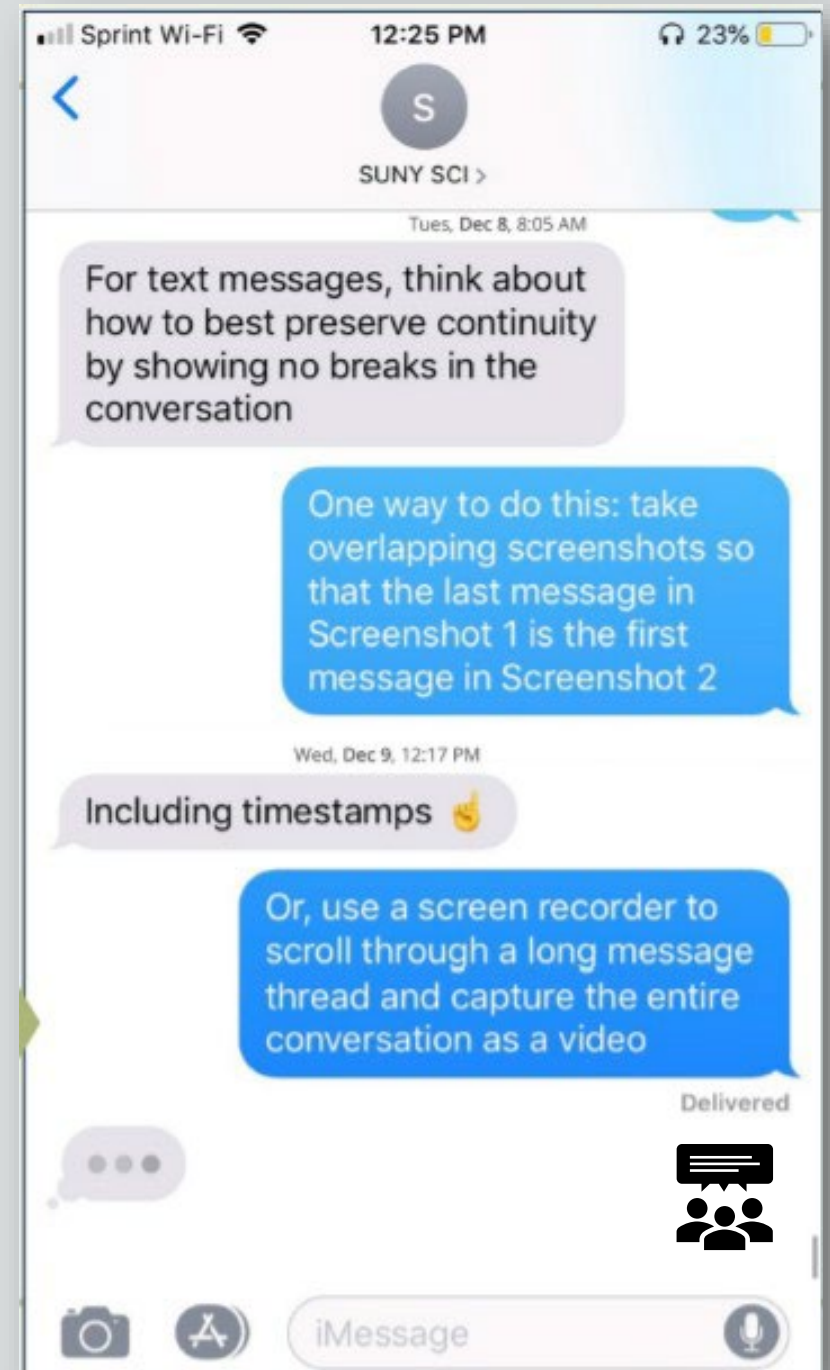 Sprint Wi-Fi 12:25 PM 23%
S
SUNY SCI >
Tues, Dec 8, 8:05 AM
For text messages, think about
how to best preserve continuity
by showing no breaks in the
conversation
One way to do this: take
overlapping screenshots so
that the last message in
Screenshot 1 is the first
message in Screenshot 2
Wed, Dec 9, 12:17 PM
Including timestamps ☝️
Or, use a screen recorder to
scroll through a long message
thread and capture the entire
conversation as a video
Delivered
iMessage